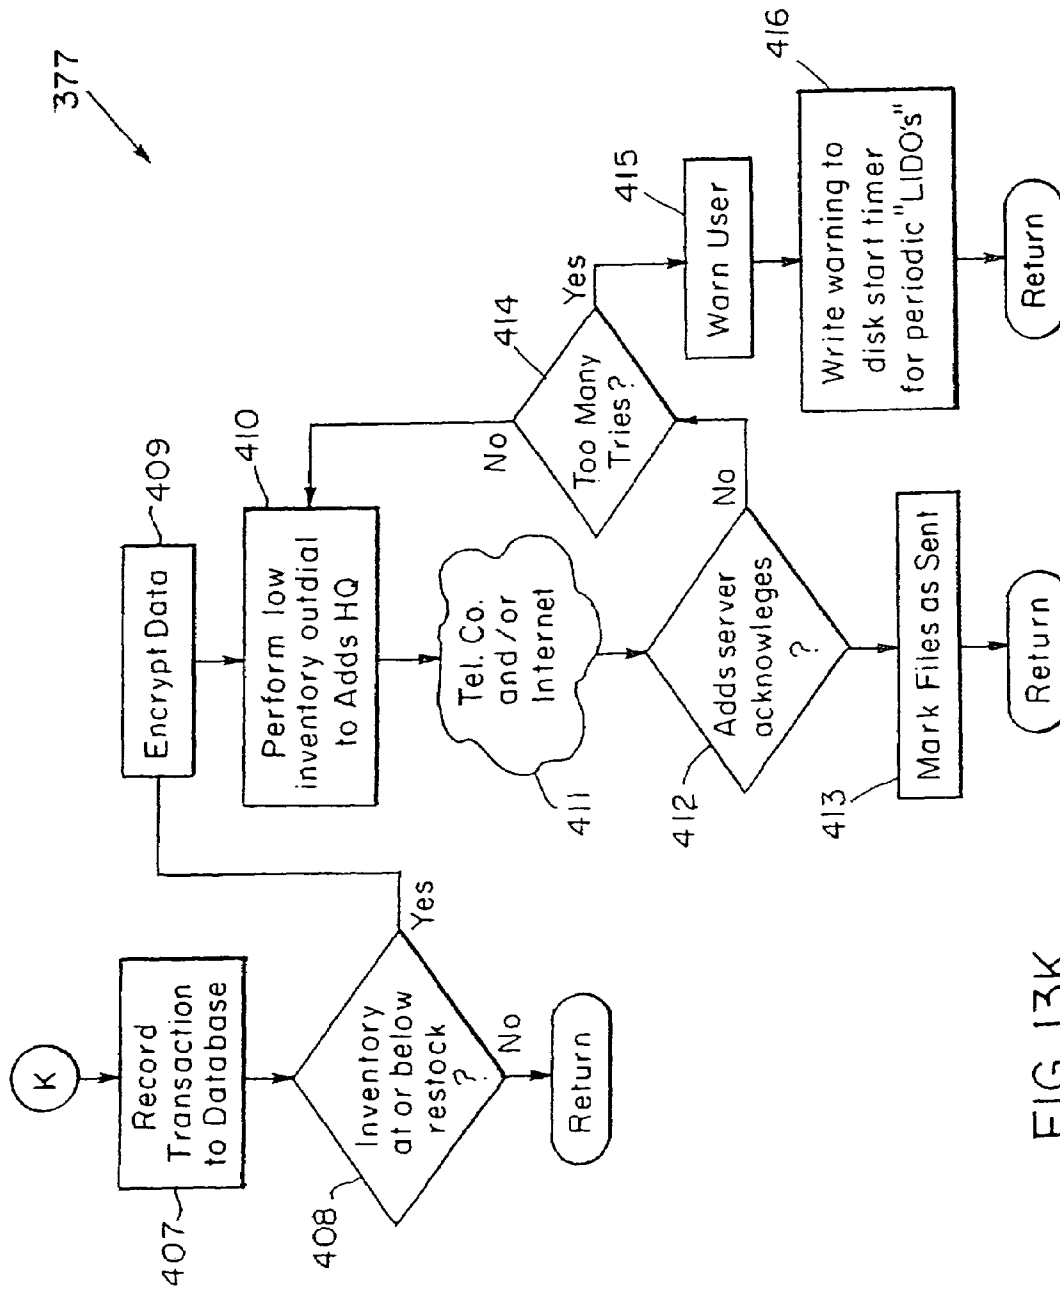 377
K
Record
Transaction
to Database
407
Inventory
at or below
restock
?
408
Yes
No
Return
Encrypt Data
409
Perform low
inventory outdial
to Adds HQ
410
Tel. Co.
and/or
Internet
411
Adds server
acknowleges
?
412
No
Mark Files as Sent
413
Return
Too Many
Tries?
414
No
Yes
Warn User
415
Write warning to
disk start timer
for periodic "LIDO's"
416
Return
FIG. 13K